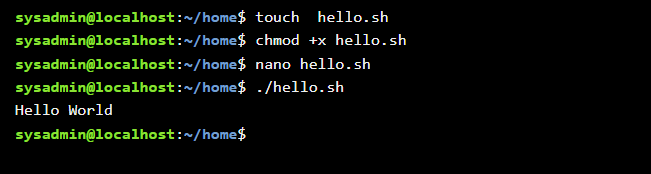 sysadmin@localhost:~/home$ touch  hello.sh
sysadmin@localhost:~/home$ chmod +x hello.sh
sysadmin@localhost:~/home$ nano hello.sh
sysadmin@localhost:~/home$ ./hello.sh
Hello World
sysadmin@localhost:~/home$